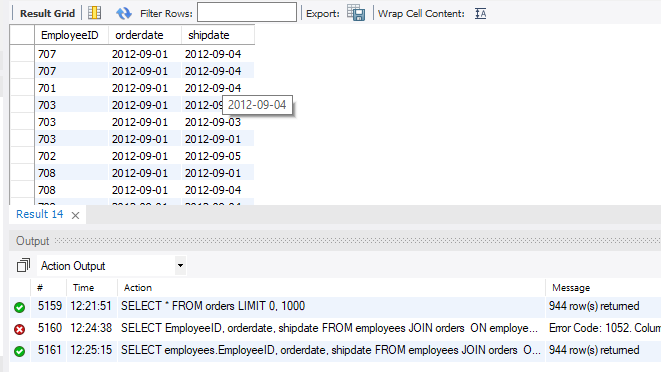 Result Grid Filter Rows: Export: Wrap Cell Content:
EmployeeID orderdate shipdate
707 2012-09-01 2012-09-04
707 2012-09-01 2012-09-04
701 2012-09-01 2012-09-04
703 2012-09-01 2012-09-04
703 2012-09-01 2012-09-03
703 2012-09-01 2012-09-01
702 2012-09-01 2012-09-05
708 2012-09-01 2012-09-01
708 2012-09-01 2012-09-04
Result 14
Output
Action Output
# Time Action Message
5159 12:21:51 SELECT * FROM orders LIMIT 0, 1000 944 row(s) returned
5160 12:24:38 SELECT EmployeeID, orderdate, shipdate FROM employees JOIN orders ON employe... Error Code: 1052. Colum
5161 12:25:15 SELECT employees.EmployeeID, orderdate, shipdate FROM employees JOIN orders O... 944 row(s) returned